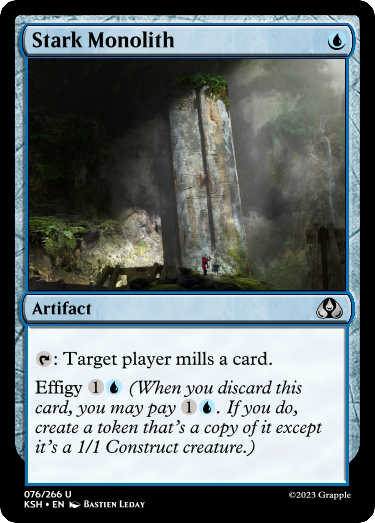 Stark Monolith
Artifact
: Target player mills a card.
Effigy 1 (When you discard this
card, you may pay 1 . If you do,
create a token that's a copy of it except
it's a 1/1 Construct creature.)
076/266 U
KSH • EN Bastien Leday
©2023 Grapple